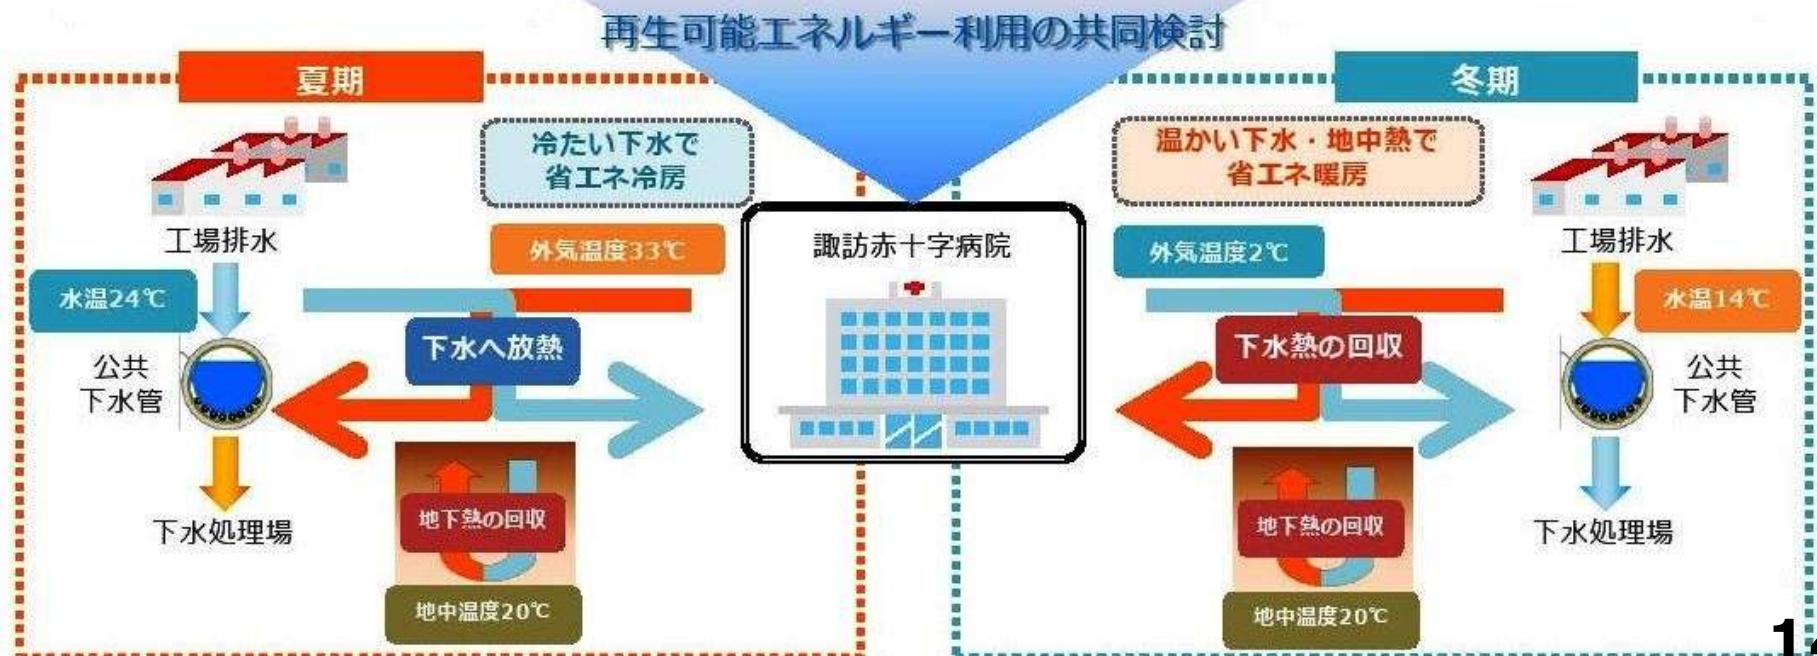 再生可能エネルギー利用の共同検討
夏期
冷たい下水で
省エネ冷房
工場排水
外気温度33℃
水温24℃
下水へ放熱
公共
下水管
地下熱の回収
下水処理場
地中温度20℃
諏訪赤十字病院
冬期
温かい下水・地中熱で
省エネ暖房
工場排水
外気温度2℃
水温14℃
下水熱の回収
公共
下水管
地下熱の回収
下水処理場
地中温度20℃